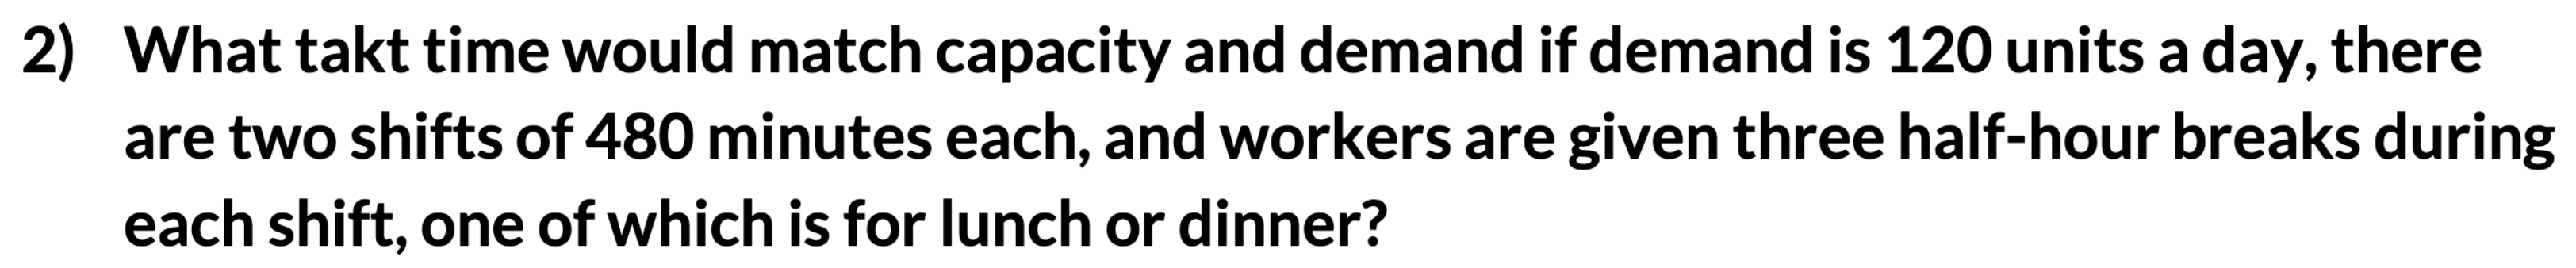 2) What takt time would match capacity and demand if demand is 120 units a day, there
are two shifts of 480 minutes each, and workers are given three half-hour breaks during
each shift, one of which is for lunch or dinner?